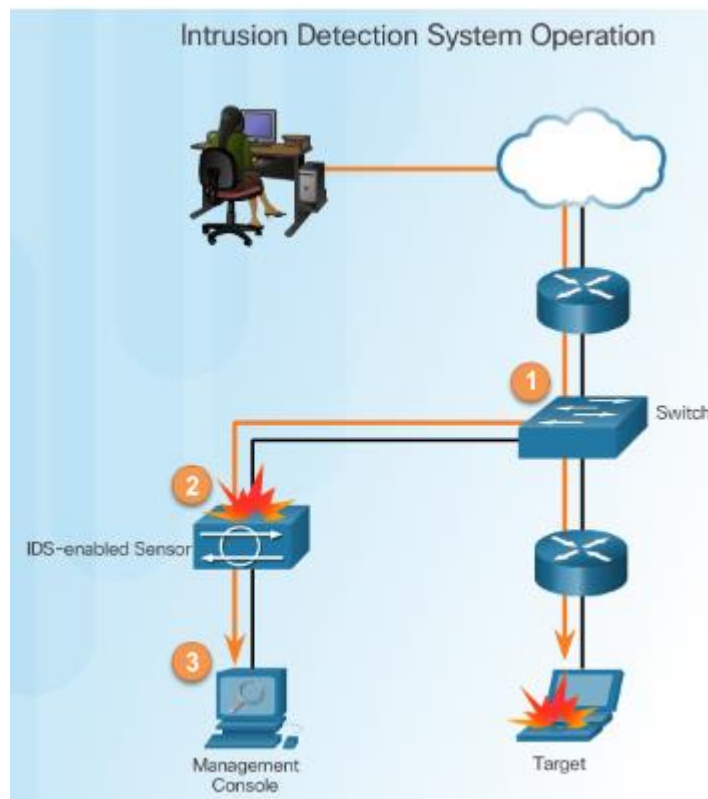 Intrusion Detection System Operation
1
Switch
2
IDS-enabled Sensor
3
Management
Console
Target